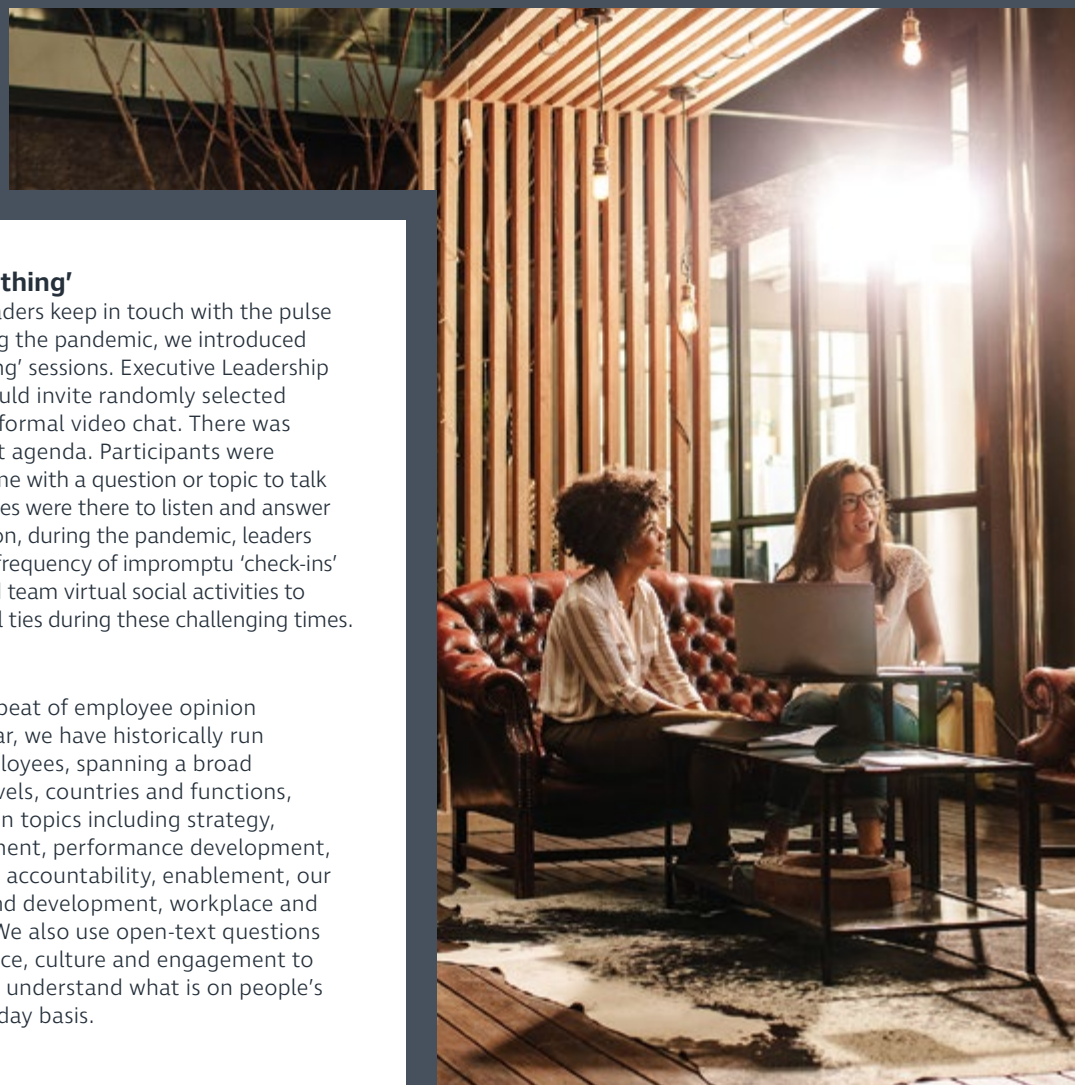 thing’
ders keep in touch with the pulse
g the pandemic, we introduced
ng’ sessions. Executive Leadership
uld invite randomly selected
formal video chat. There was
t agenda. Participants were
me with a question or topic to talk
es were there to listen and answer
on, during the pandemic, leaders
frequency of impromptu ‘check-ins’
team virtual social activities to
l ties during these challenging times.
beat of employee opinion
ar, we have historically run
loyees, spanning a broad
vels, countries and functions,
n topics including strategy,
ment, performance development,
accountability, enablement, our
nd development, workplace and
We also use open-text questions
ce, culture and engagement to
understand what is on people’s
day basis.